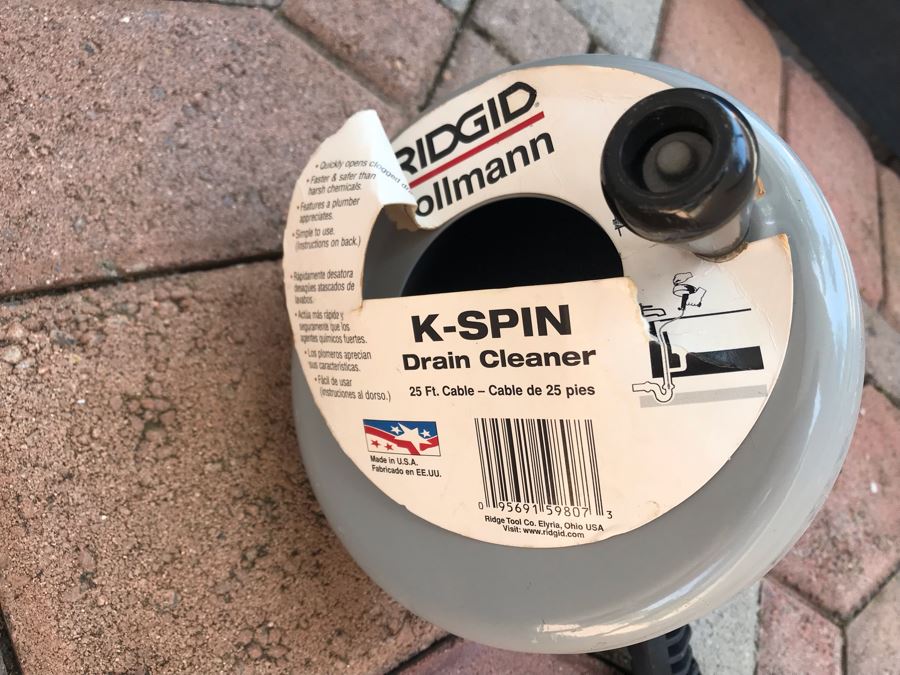 RIDGID
ollmann
• Quickly opens clogged
• Faster & safer than
harsh chemicals.
• Features a plumber
appreciates.
• Simple to use.
(Instructions on back.)
• Rápidamente desatora
desagües atascados de
lavabos.
• Actúa más rápida y
seguramente que los
agentes químicos fuertes.
• Los plomeros aprecian
sus características.
• Fácil de usar
(instruciones al dorso.)
K-SPIN
Drain Cleaner
25 Ft. Cable – Cable de 25 pies
Made in U.S.A.
Fabricado en EE.UU.
0 95691 59807 3
Ridge Tool Co. Elyria, Ohio USA
Visit: www.ridgid.com